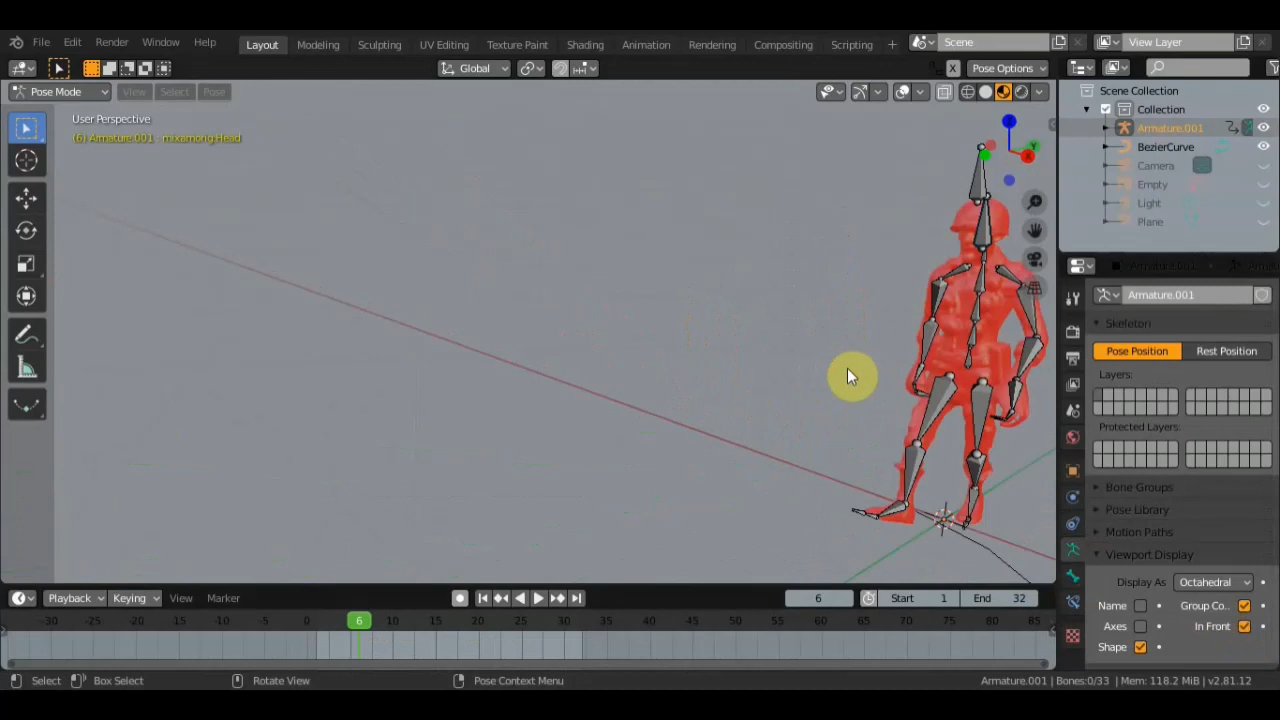 File Edit Render Window Help Layout Modeling Sculpting UV Editing Texture Paint Shading Animation Rendering Compositing Scripting + Scene View Layer
Global X Pose Options
Pose Mode View Select Pose
User Perspective
(6) Armature.001 : mixamorig:Head
Z Y X
Scene Collection
Collection
Armature.001
BezierCurve
Camera
Empty
Light
Plane
Armature.001
Armature.001
Skeleton
Pose Position Rest Position
Layers:
Protected Layers:
Bone Groups
Pose Library
Motion Paths
Viewport Display
Display As Octahedral
Name Group Co..
Axes In Front
Shape
Playback Keying View Marker 6 Start 1 End 32
-30 -25 -20 -15 -10 -5 0 6 10 15 20 25 30 35 40 45 50 55 60 65 70 75 80 85
Select Box Select Rotate View Pose Context Menu Armature.001 | Bones:0/33 | Mem: 118.2 MiB | v2.81.12